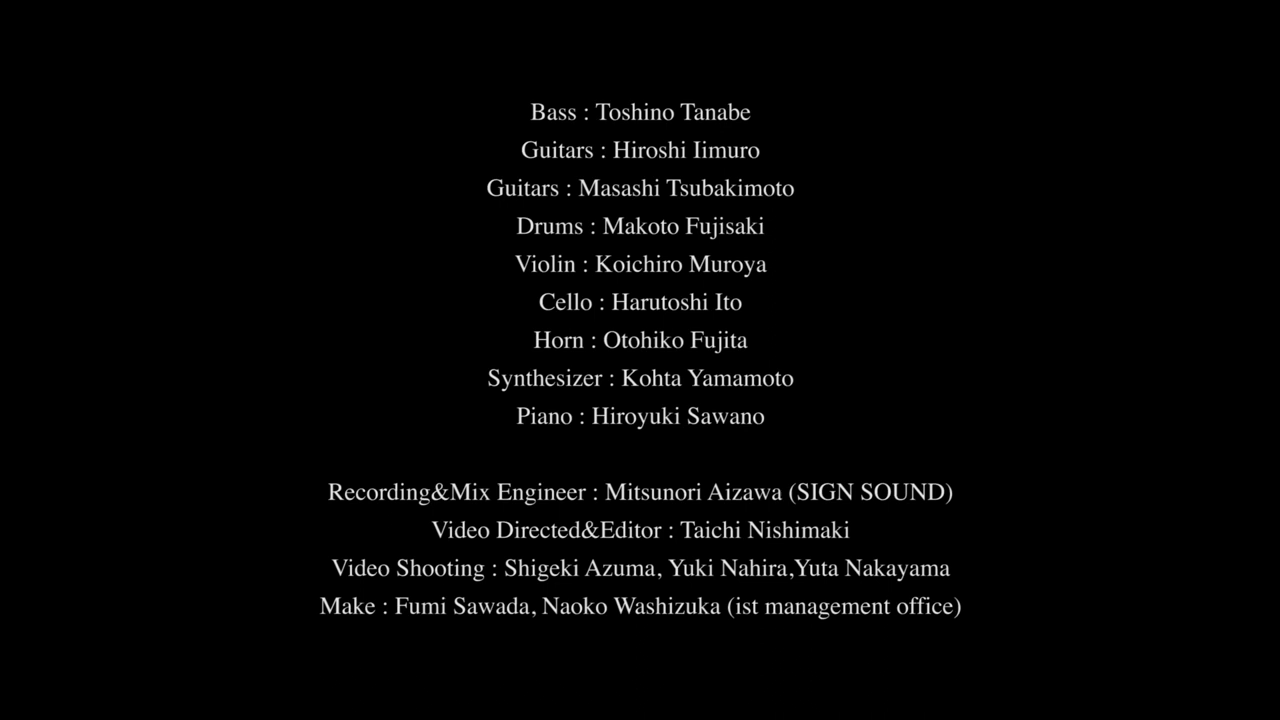 Bass : Toshino Tanabe
Guitars : Hiroshi Iimuro
Guitars : Masashi Tsubakimoto
Drums : Makoto Fujisaki
Violin : Koichiro Muroya
Cello : Harutoshi Ito
Horn : Otohiko Fujita
Synthesizer : Kohta Yamamoto
Piano : Hiroyuki Sawano
Recording&Mix Engineer : Mitsunori Aizawa (SIGN SOUND)
Video Directed&Editor : Taichi Nishimaki
Video Shooting : Shigeki Azuma, Yuki Nahira,Yuta Nakayama
Make : Fumi Sawada, Naoko Washizuka (ist management office)